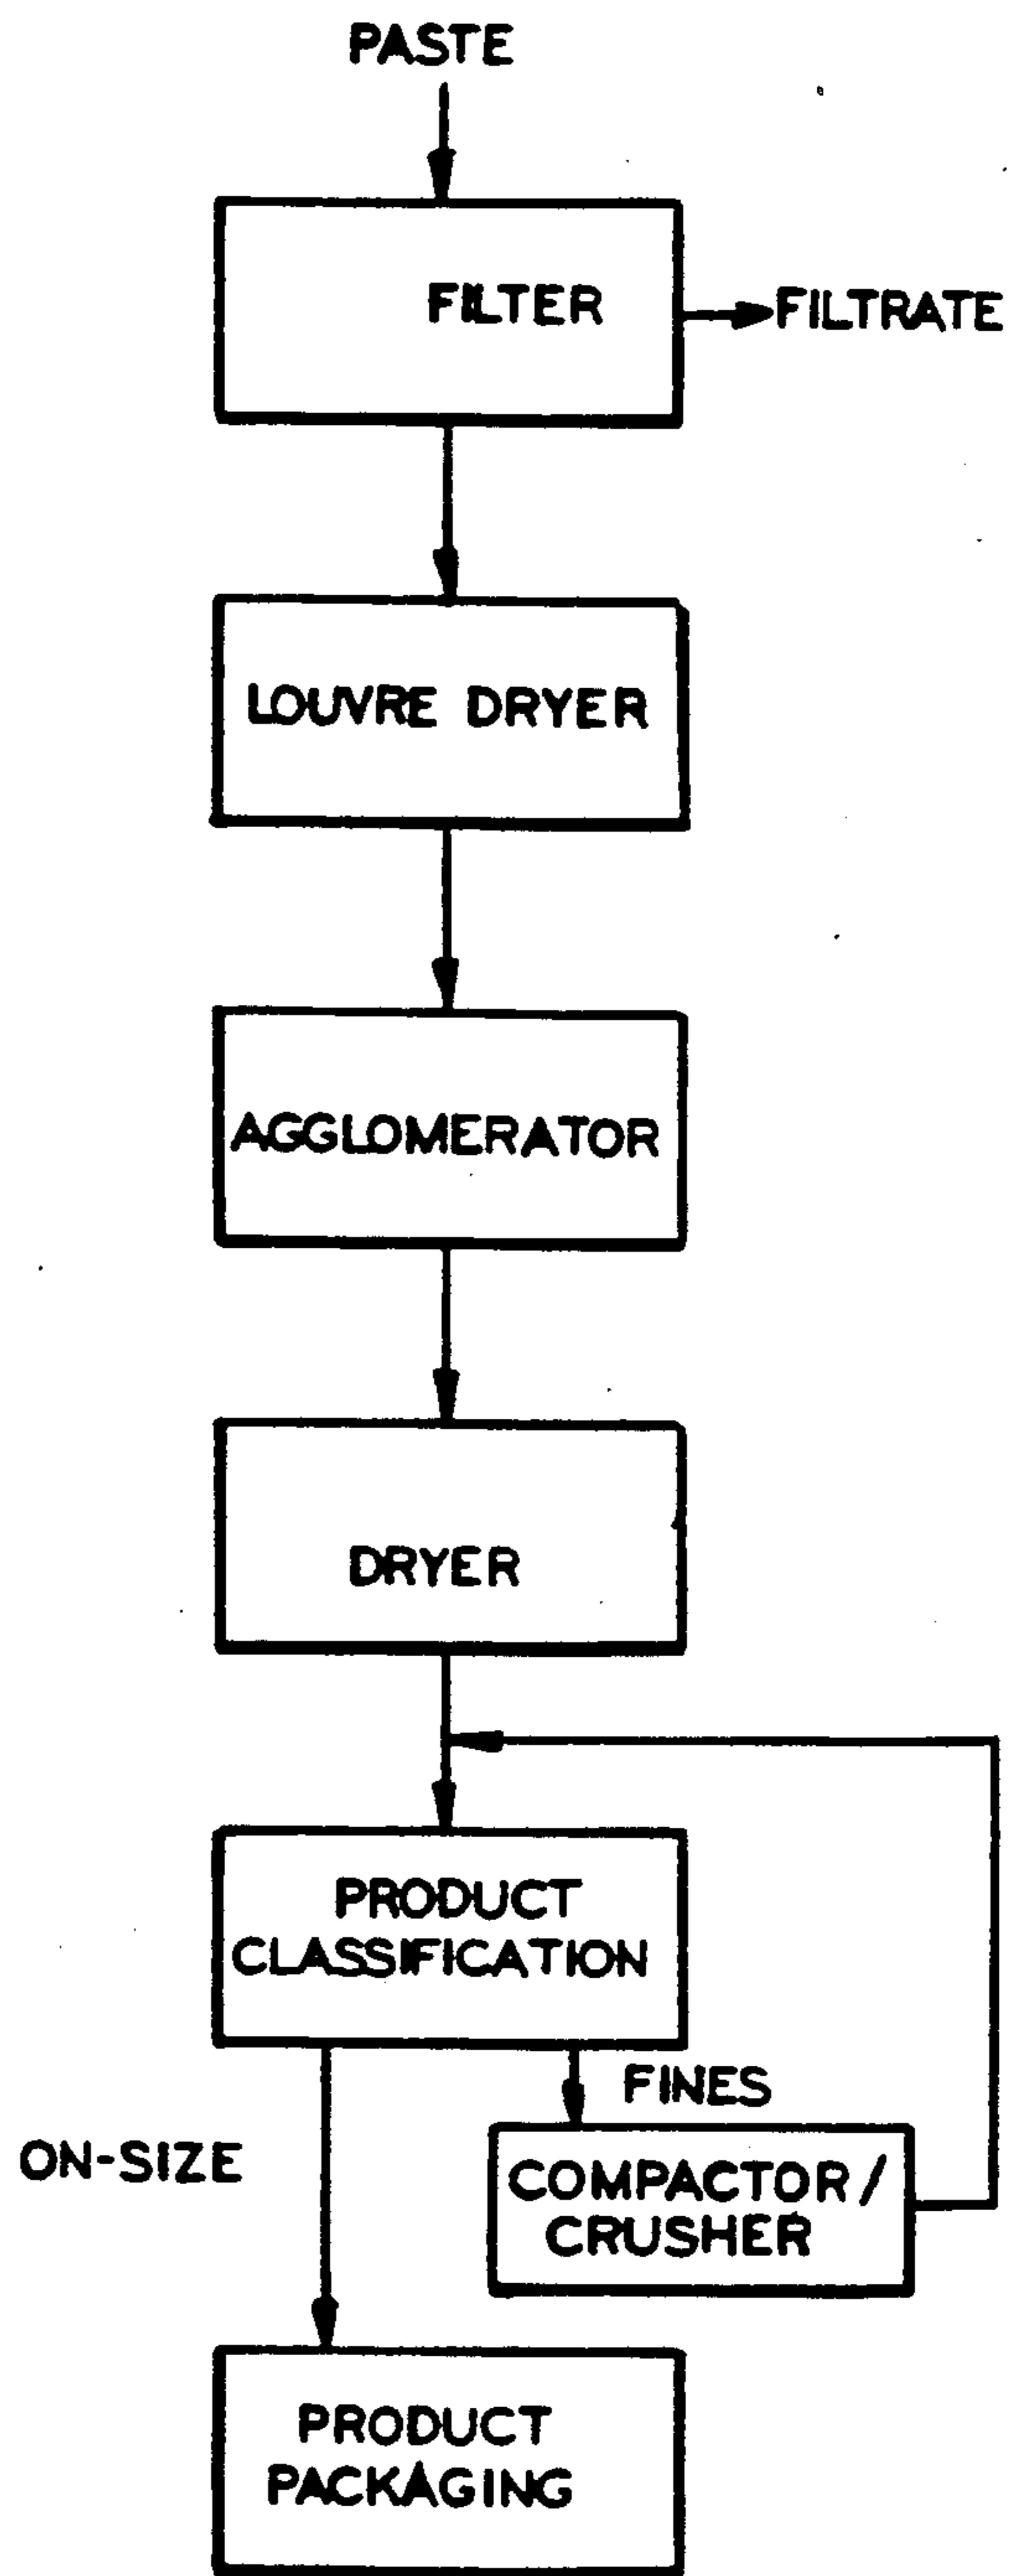 PASTE
FILTER
FILTRATE
LOUVRE DRYER
AGGLOMERATOR
DRYER
PRODUCT
CLASSIFICATION
FINES
ON-SIZE
COMPACTOR/
CRUSHER
PRODUCT
PACKAGING